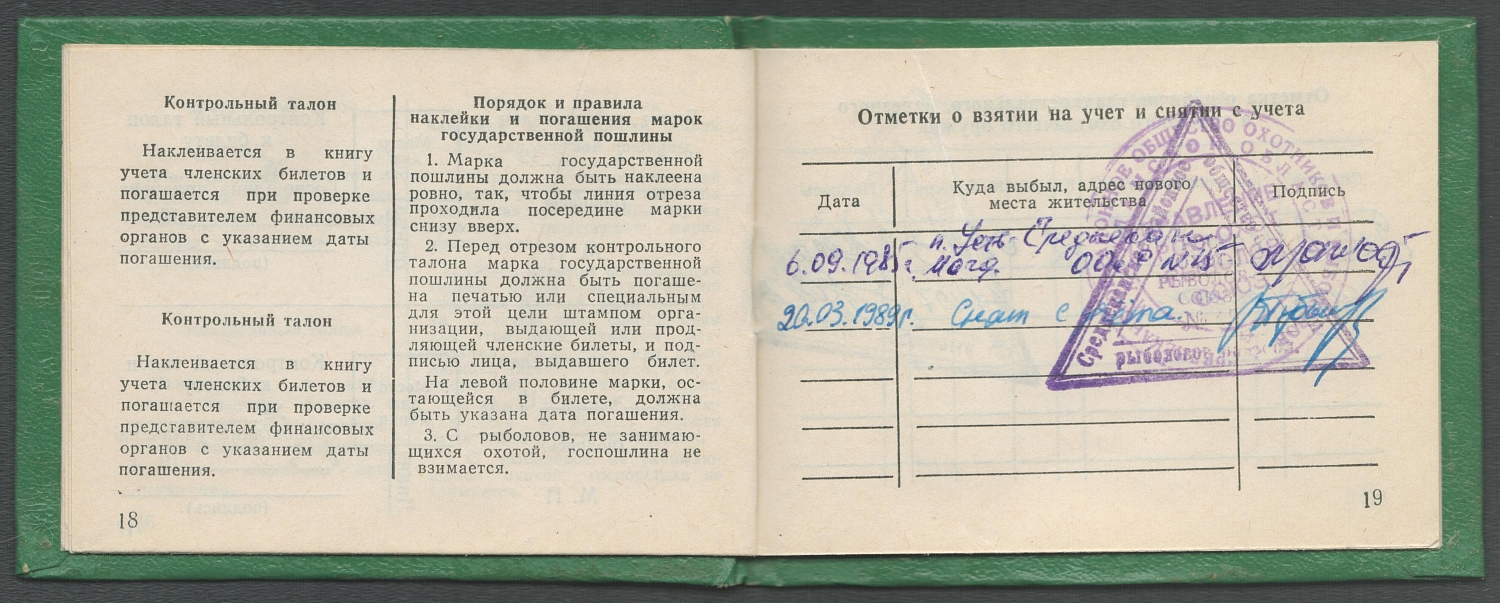 Контрольный талон
Наклеивается в книгу
учета членских билетов и
погашается при проверке
представителем финансовых
органов с указанием даты
погашения.
Контрольный талон
Наклеивается в книгу
учета членских билетов и
погашается при проверке
представителем финансовых
органов с указанием даты
погашения.
18
Порядок и правила
наклейки и погашения марок
государственной пошлины
1. Марка государственной
пошлины должна быть наклеена
ровно, так, чтобы линия отреза
проходила посередине марки
снизу вверх.
2. Перед отрезом контрольного
талона марка государственной
пошлины должна быть погаше-
на печатью или специальным
для этой цели штампом орга-
низации, выдающей или прод-
ляющей членские билеты, и под-
писью лица, выдавшего билет.
На левой половине марки, ос-
тающейся в билете, должна
быть указана дата погашения.
3. С рыболовов, не занимаю-
щихся охотой, госпошлина не
взимается.
Отметки о взятии на учет и снятии с учета
Дата
Куда выбыл, адрес нового
места жительства
Подпись
6.09.1985г. п. Усть Среднекан
Магад.
20.03.1989г. Снят с учёта.
19